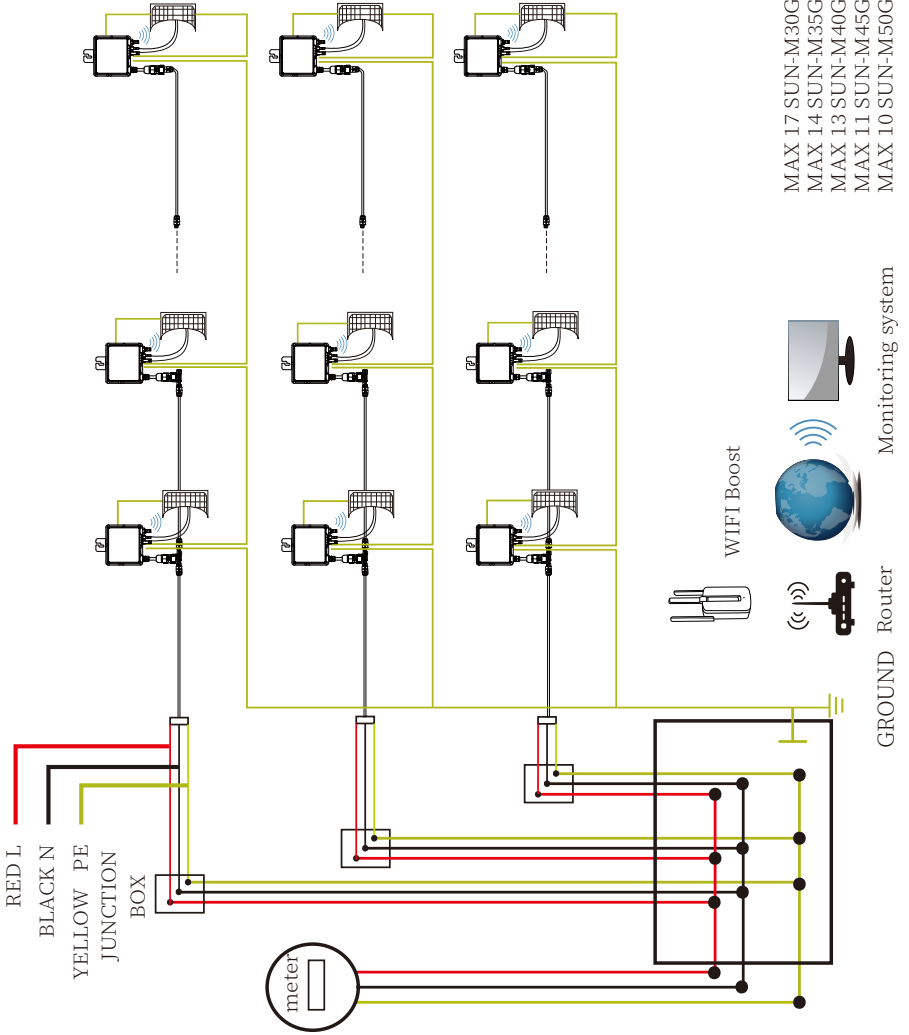 RED L
BLACK N
YELLOW PE
JUNCTION
BOX
meter
WIFI Boost
GROUND
Router
Monitoring system
MAX 17 SUN-M30G
MAX 14 SUN-M35G
MAX 13 SUN-M40G
MAX 11 SUN-M45G
MAX 10 SUN-M50G